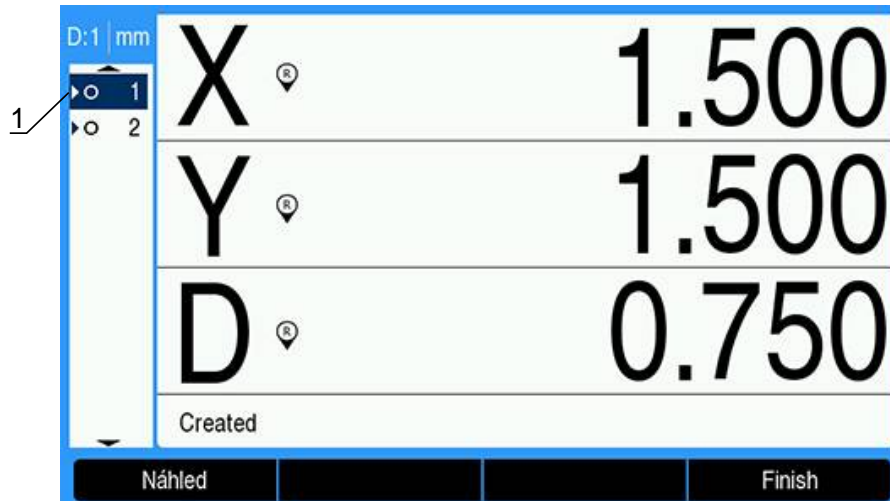 D:1 mm
1
2
1
X R 1.500
Y R 1.500
D R 0.750
Created
Náhled Finish